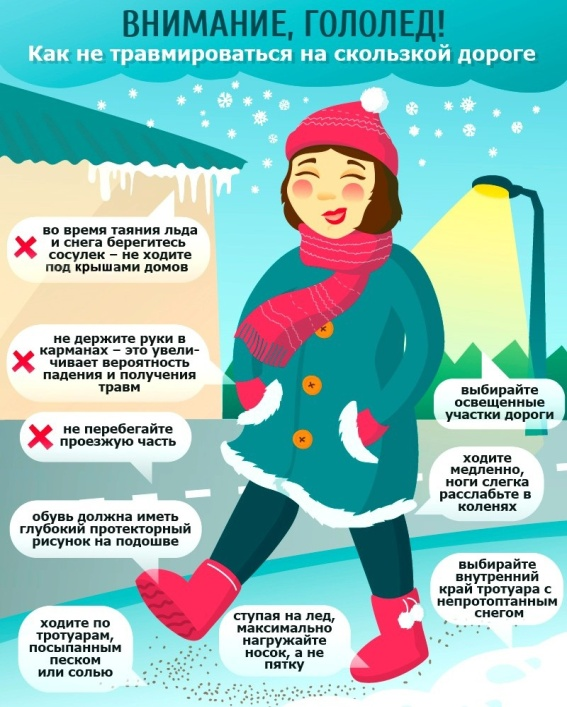 ВНИМАНИЕ, ГОЛОЛЕД!
Как не травмироваться на скользкой дороге
во время таяния льда
и снега берегитесь
сосулек – не ходите
под крышами домов
не держите руки в
карманах – это увели-
чивает вероятность
падения и получения
травм
не перебегайте
проезжую часть
обувь должна иметь
глубокий протекторный
рисунок на подошве
ходите по
тротуарам,
посыпанным
песком
или солью
ступая на лед,
максимально
нагружайте
носок, а не
пятку
выбирайте
освещенные
участки дороги
ходите
медленно,
ноги слегка
расслабьте в
коленях
выбирайте
внутренний
край тротуара с
непротоптанным
снегом